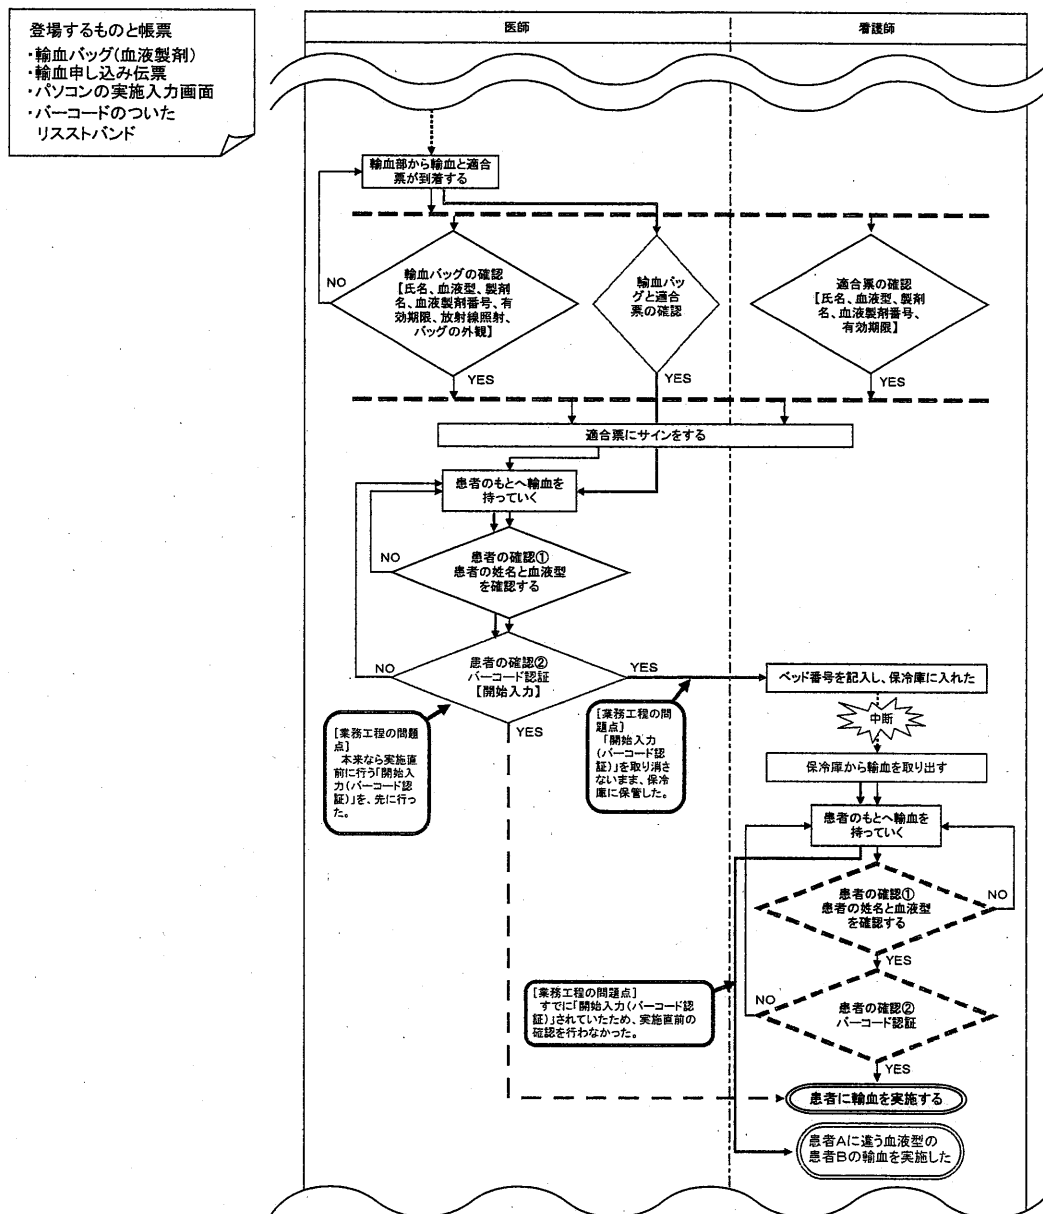 登場するものと帳票
・輸血バッグ(血液製剤)
・輸血申し込み伝票
・パソコンの実施入力画面
・バーコードのついた
リスストバンド
医師
看護師
輸血部から輸血と適合
票が到着する
輸血バッグの確認
【氏名、血液型、製剤
名、血液製剤番号、有
効期限、放射線照射、
バッグの外観】
NO
YES
輸血バッ
グと適合
票の確認
YES
適合票の確認
【氏名、血液型、製剤
名、血液製剤番号、
有効期限】
YES
適合票にサインをする
患者のもとへ輸血を
持っていく
NO
患者の確認①
患者の姓名と血液型
を確認する
NO
患者の確認②
バーコード認証
【開始入力】
YES
YES
ベッド番号を記入し、保冷庫に入れた
中断
保冷庫から輸血を取り出す
[業務工程の問題
点]
本来なら実施直
前に行う「開始入
力(バーコード認
証)」を、先に行っ
た。
[業務工程の問
題点]
「開始入力
(バーコード認
証)」を取り消さ
ないまま、保冷
庫に保管した。
患者のもとへ輸血を
持っていく
患者の確認①
患者の姓名と血液型
を確認する
NO
YES
[業務工程の問題点]
すでに「開始入力(バーコード認
証)」されていたため、実施直前の
確認を行わなかった。
NO
患者の確認②
バーコード認証
YES
患者に輸血を実施する
患者Aに違う血液型の
患者Bの輸血を実施した